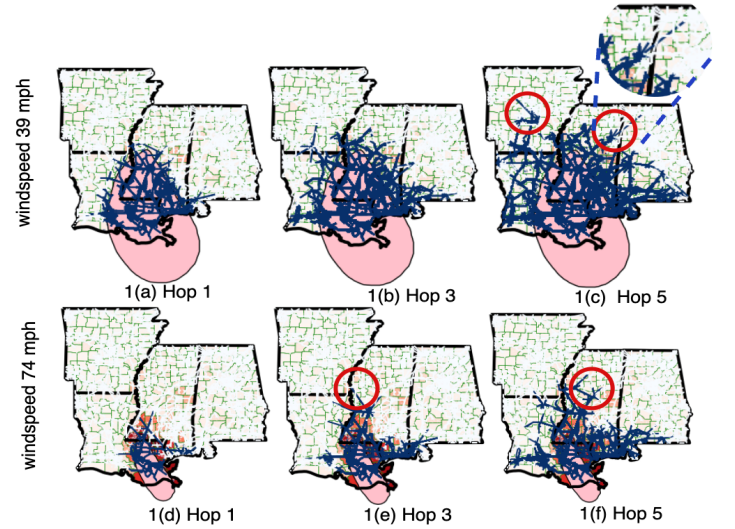 windspeed 39 mph
1(a) Hop 1
1(b) Hop 3
1(c) Hop 5
windspeed 74 mph
1(d) Hop 1
1(e) Hop 3
1(f) Hop 5